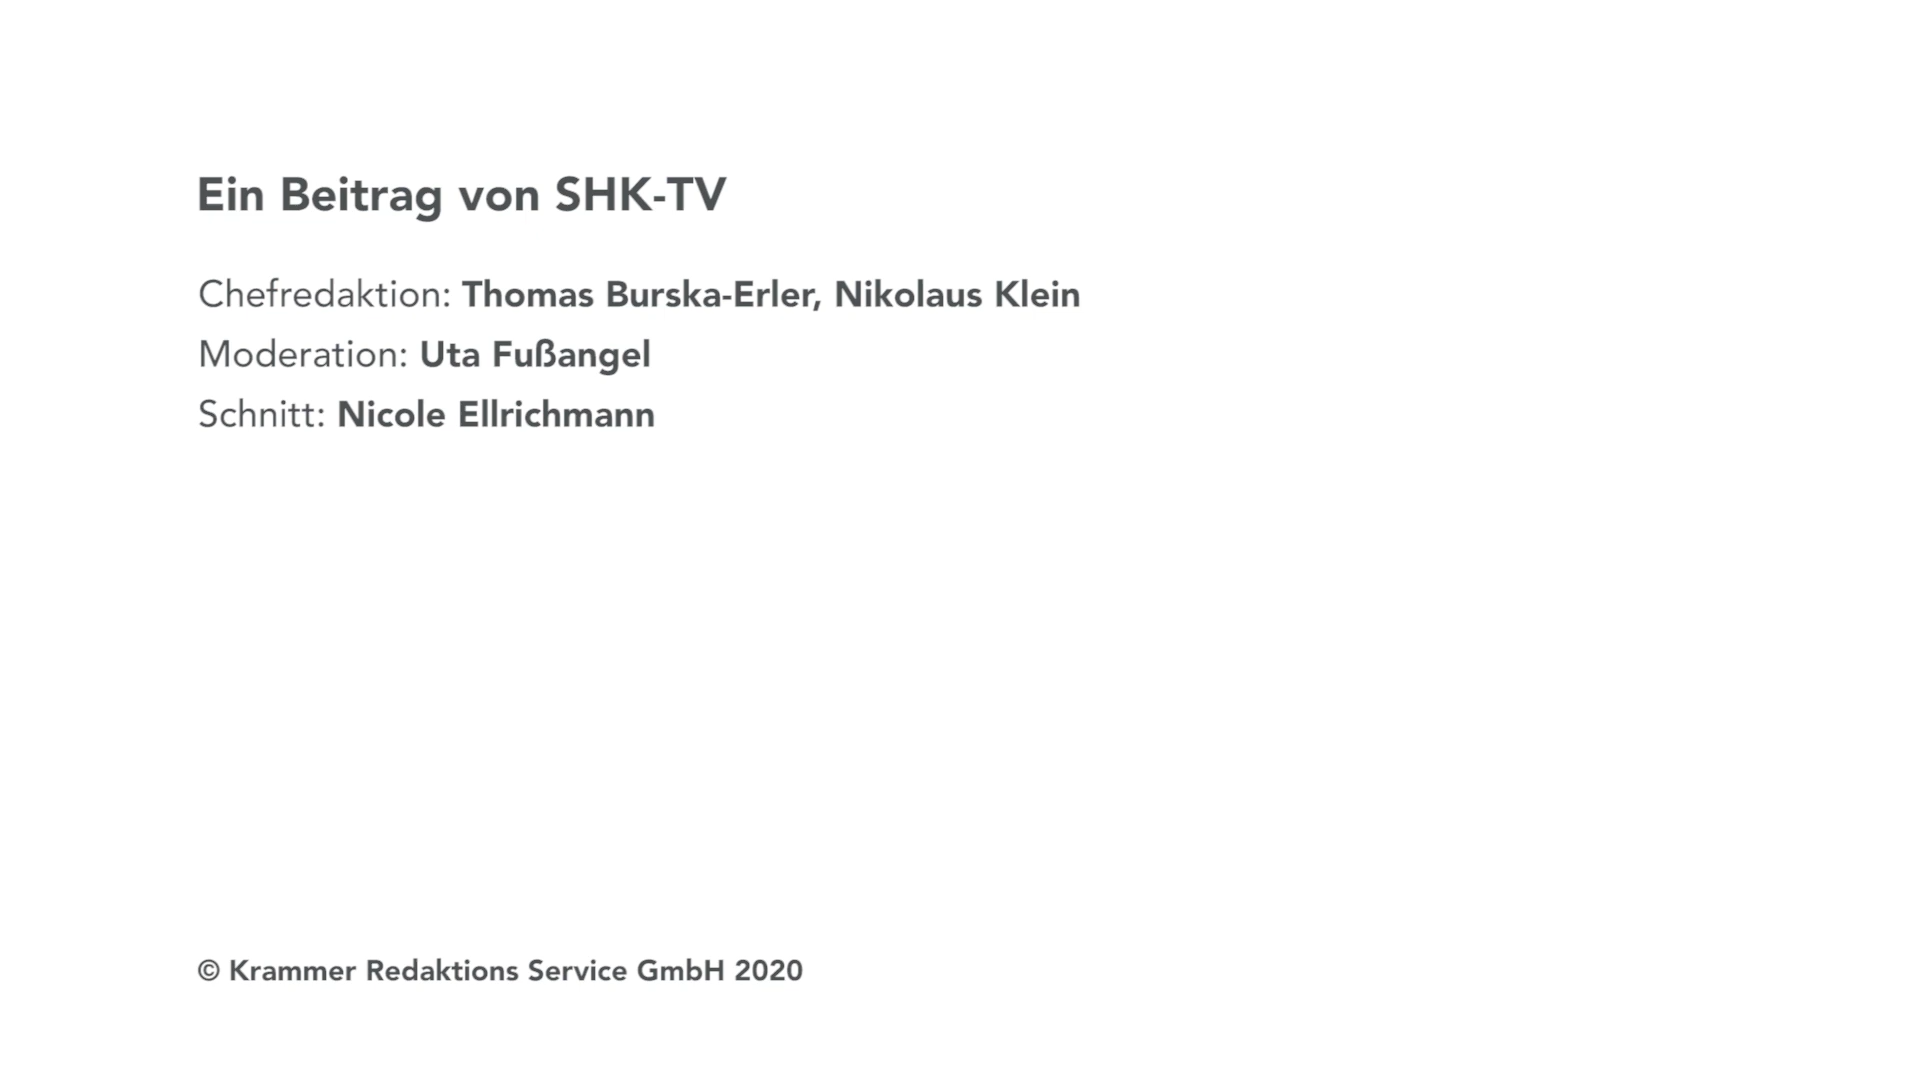 Ein Beitrag von SHK-TV
Chefredaktion: Thomas Burska-Erler, Nikolaus Klein
Moderation: Uta Fußangel
Schnitt: Nicole Ellrichmann
© Krammer Redaktions Service GmbH 2020